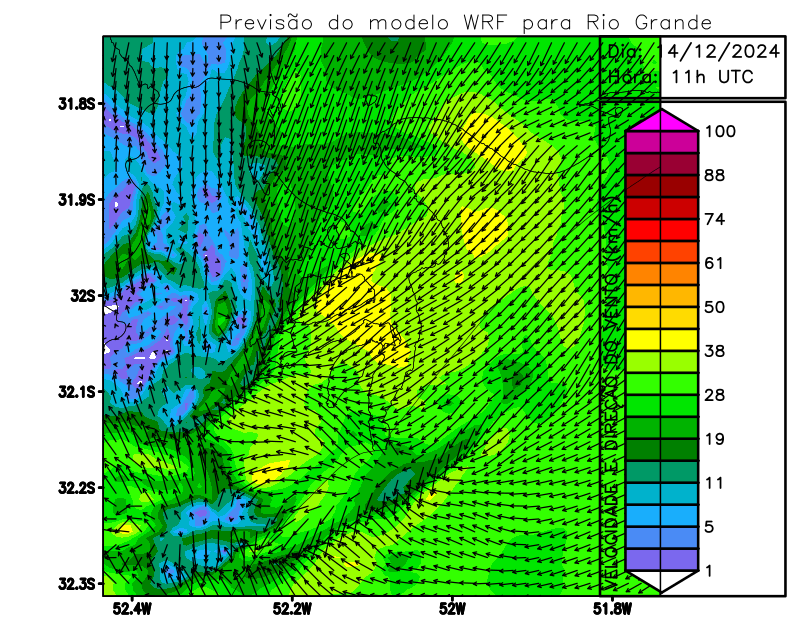 Previsão do modelo WRF para Rio Grande
Dia: 14/12/2024
Hora: 11h UTC
31.8S
31.9S
32S
32.1S
32.2S
32.3S
52.4W
52.2W
52W
51.8W
VELOCIDADE E DIREÇÃO DO VENTO (km/h)
100
88
74
61
50
38
28
19
11
5
1